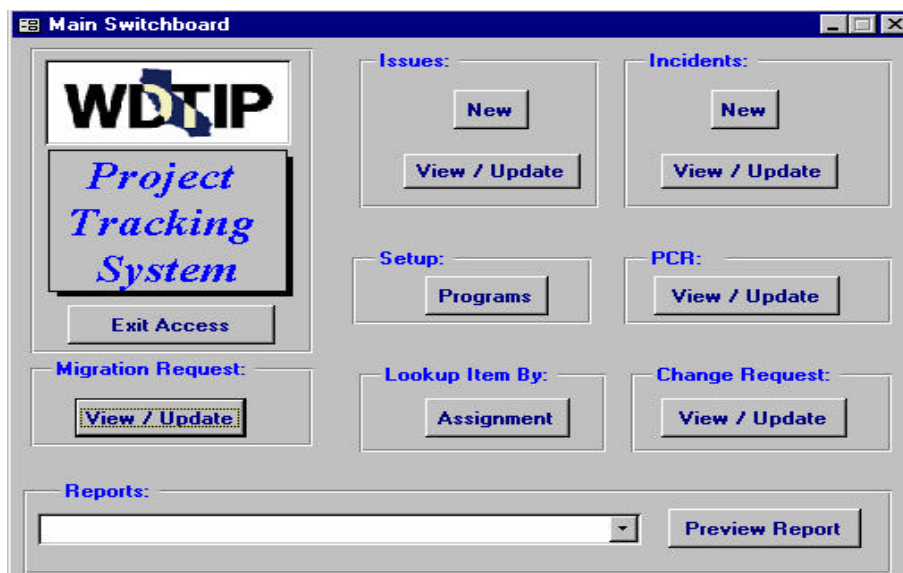 Main Switchboard
WDTIP
Project
Tracking
System
Exit Access
Migration Request:
View / Update
Issues:
New
View / Update
Incidents:
New
View / Update
Setup:
Programs
PCR:
View / Update
Lookup Item By:
Assignment
Change Request:
View / Update
Reports:
Preview Report